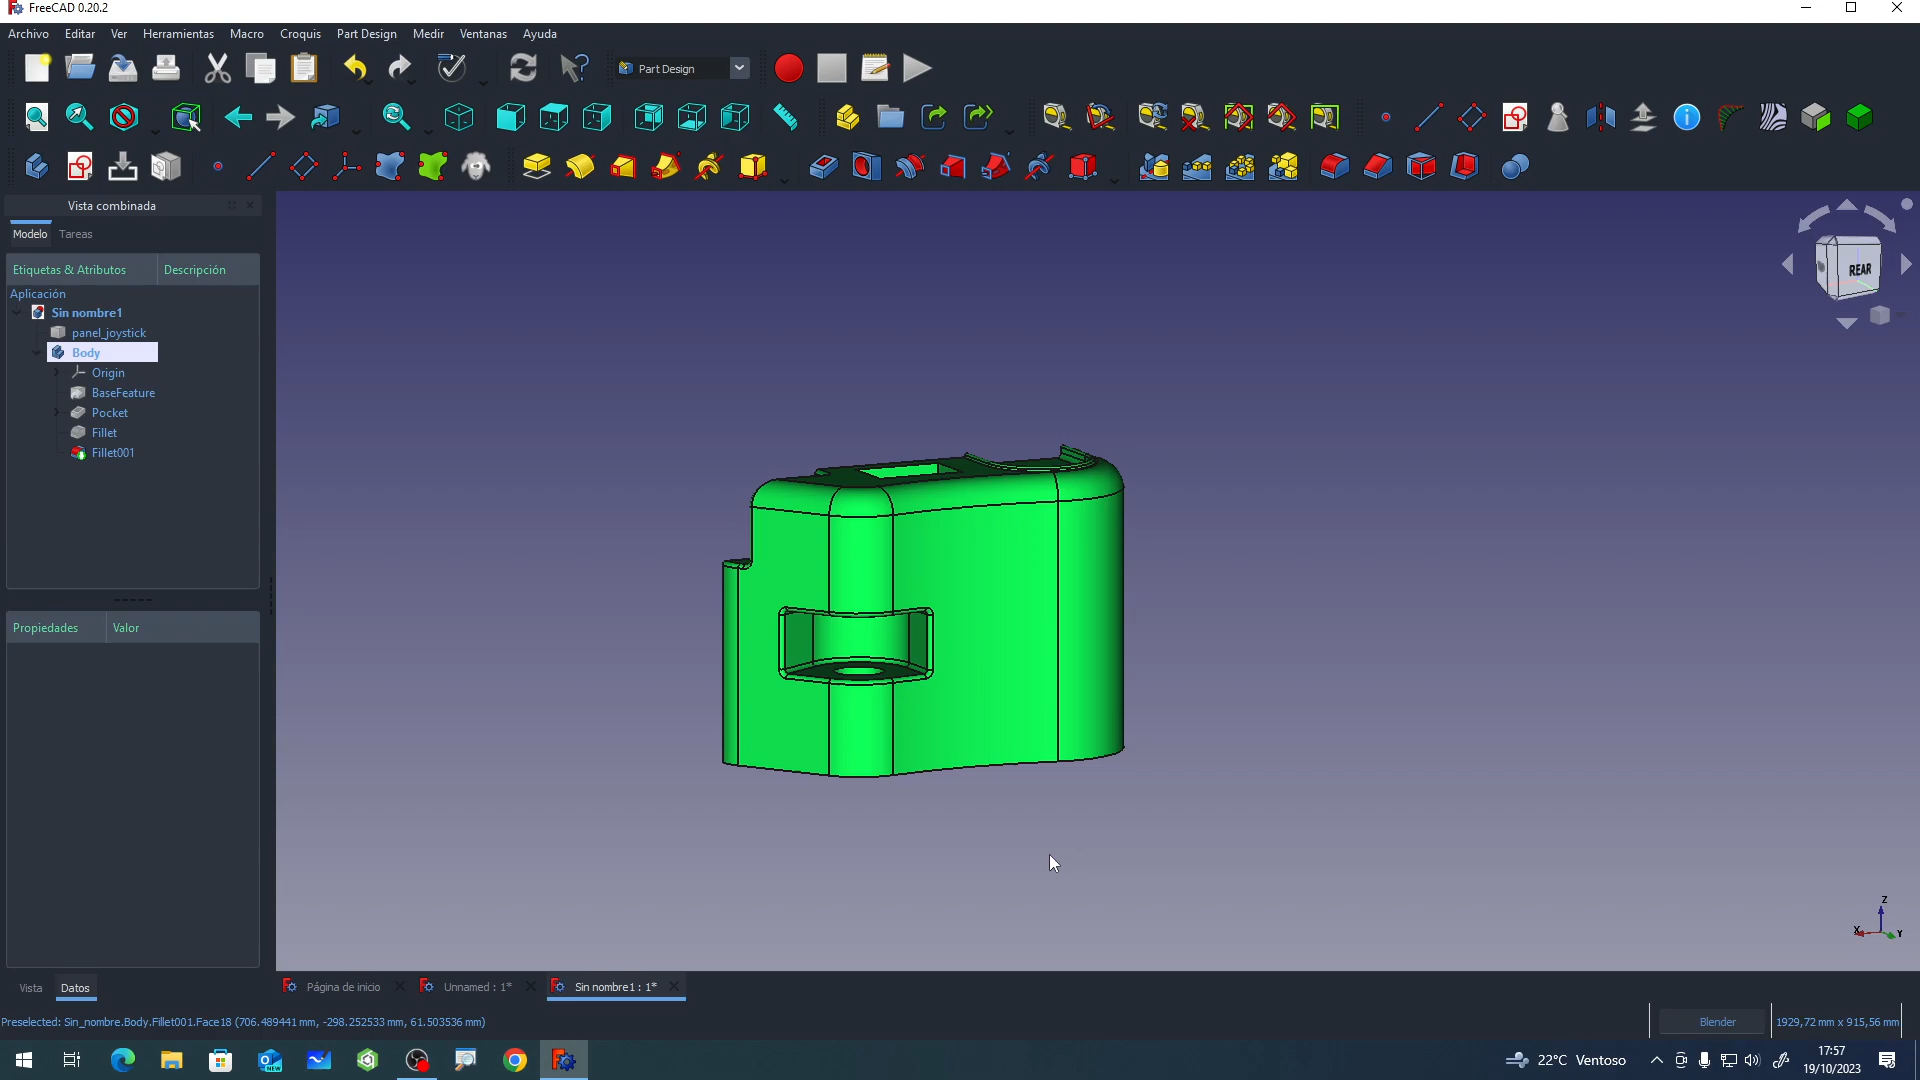 FreeCAD 0.20.2
Archivo Editar Ver Herramientas Macro Croquis Part Design Medir Ventanas Ayuda
Part Design
Vista combinada
Modelo Tareas
Etiquetas & Atributos Descripción
Aplicación
Sin nombre1
panel_joystick
Body
Origin
BaseFeature
Pocket
Fillet
Fillet001
REAR
Propiedades Valor
Z
X
Y
Vista Datos
Página de inicio Unnamed : 1* Sin nombre1 : 1*
Preselected: Sin_nombre.Body.Fillet001.Face18 (706.489441 mm, -298.252533 mm, 61.503536 mm)
Blender 1929,72 mm x 915,56 mm
NEW
22°C Ventoso
17:57
19/10/2023